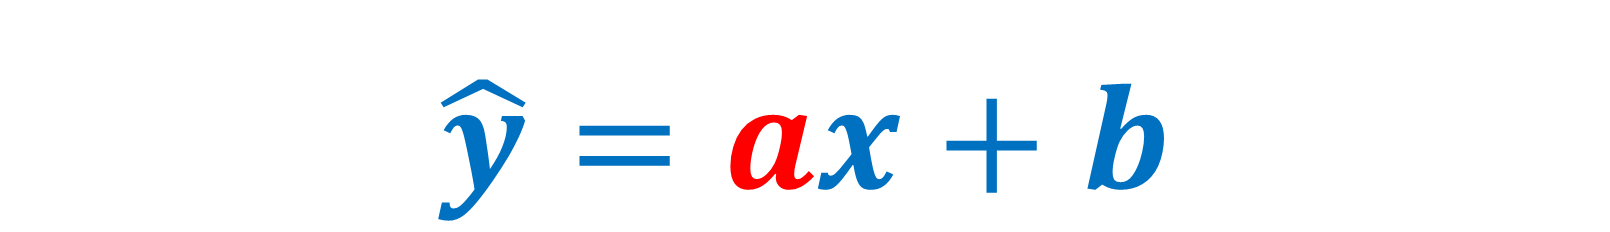 ŷ = ax + b